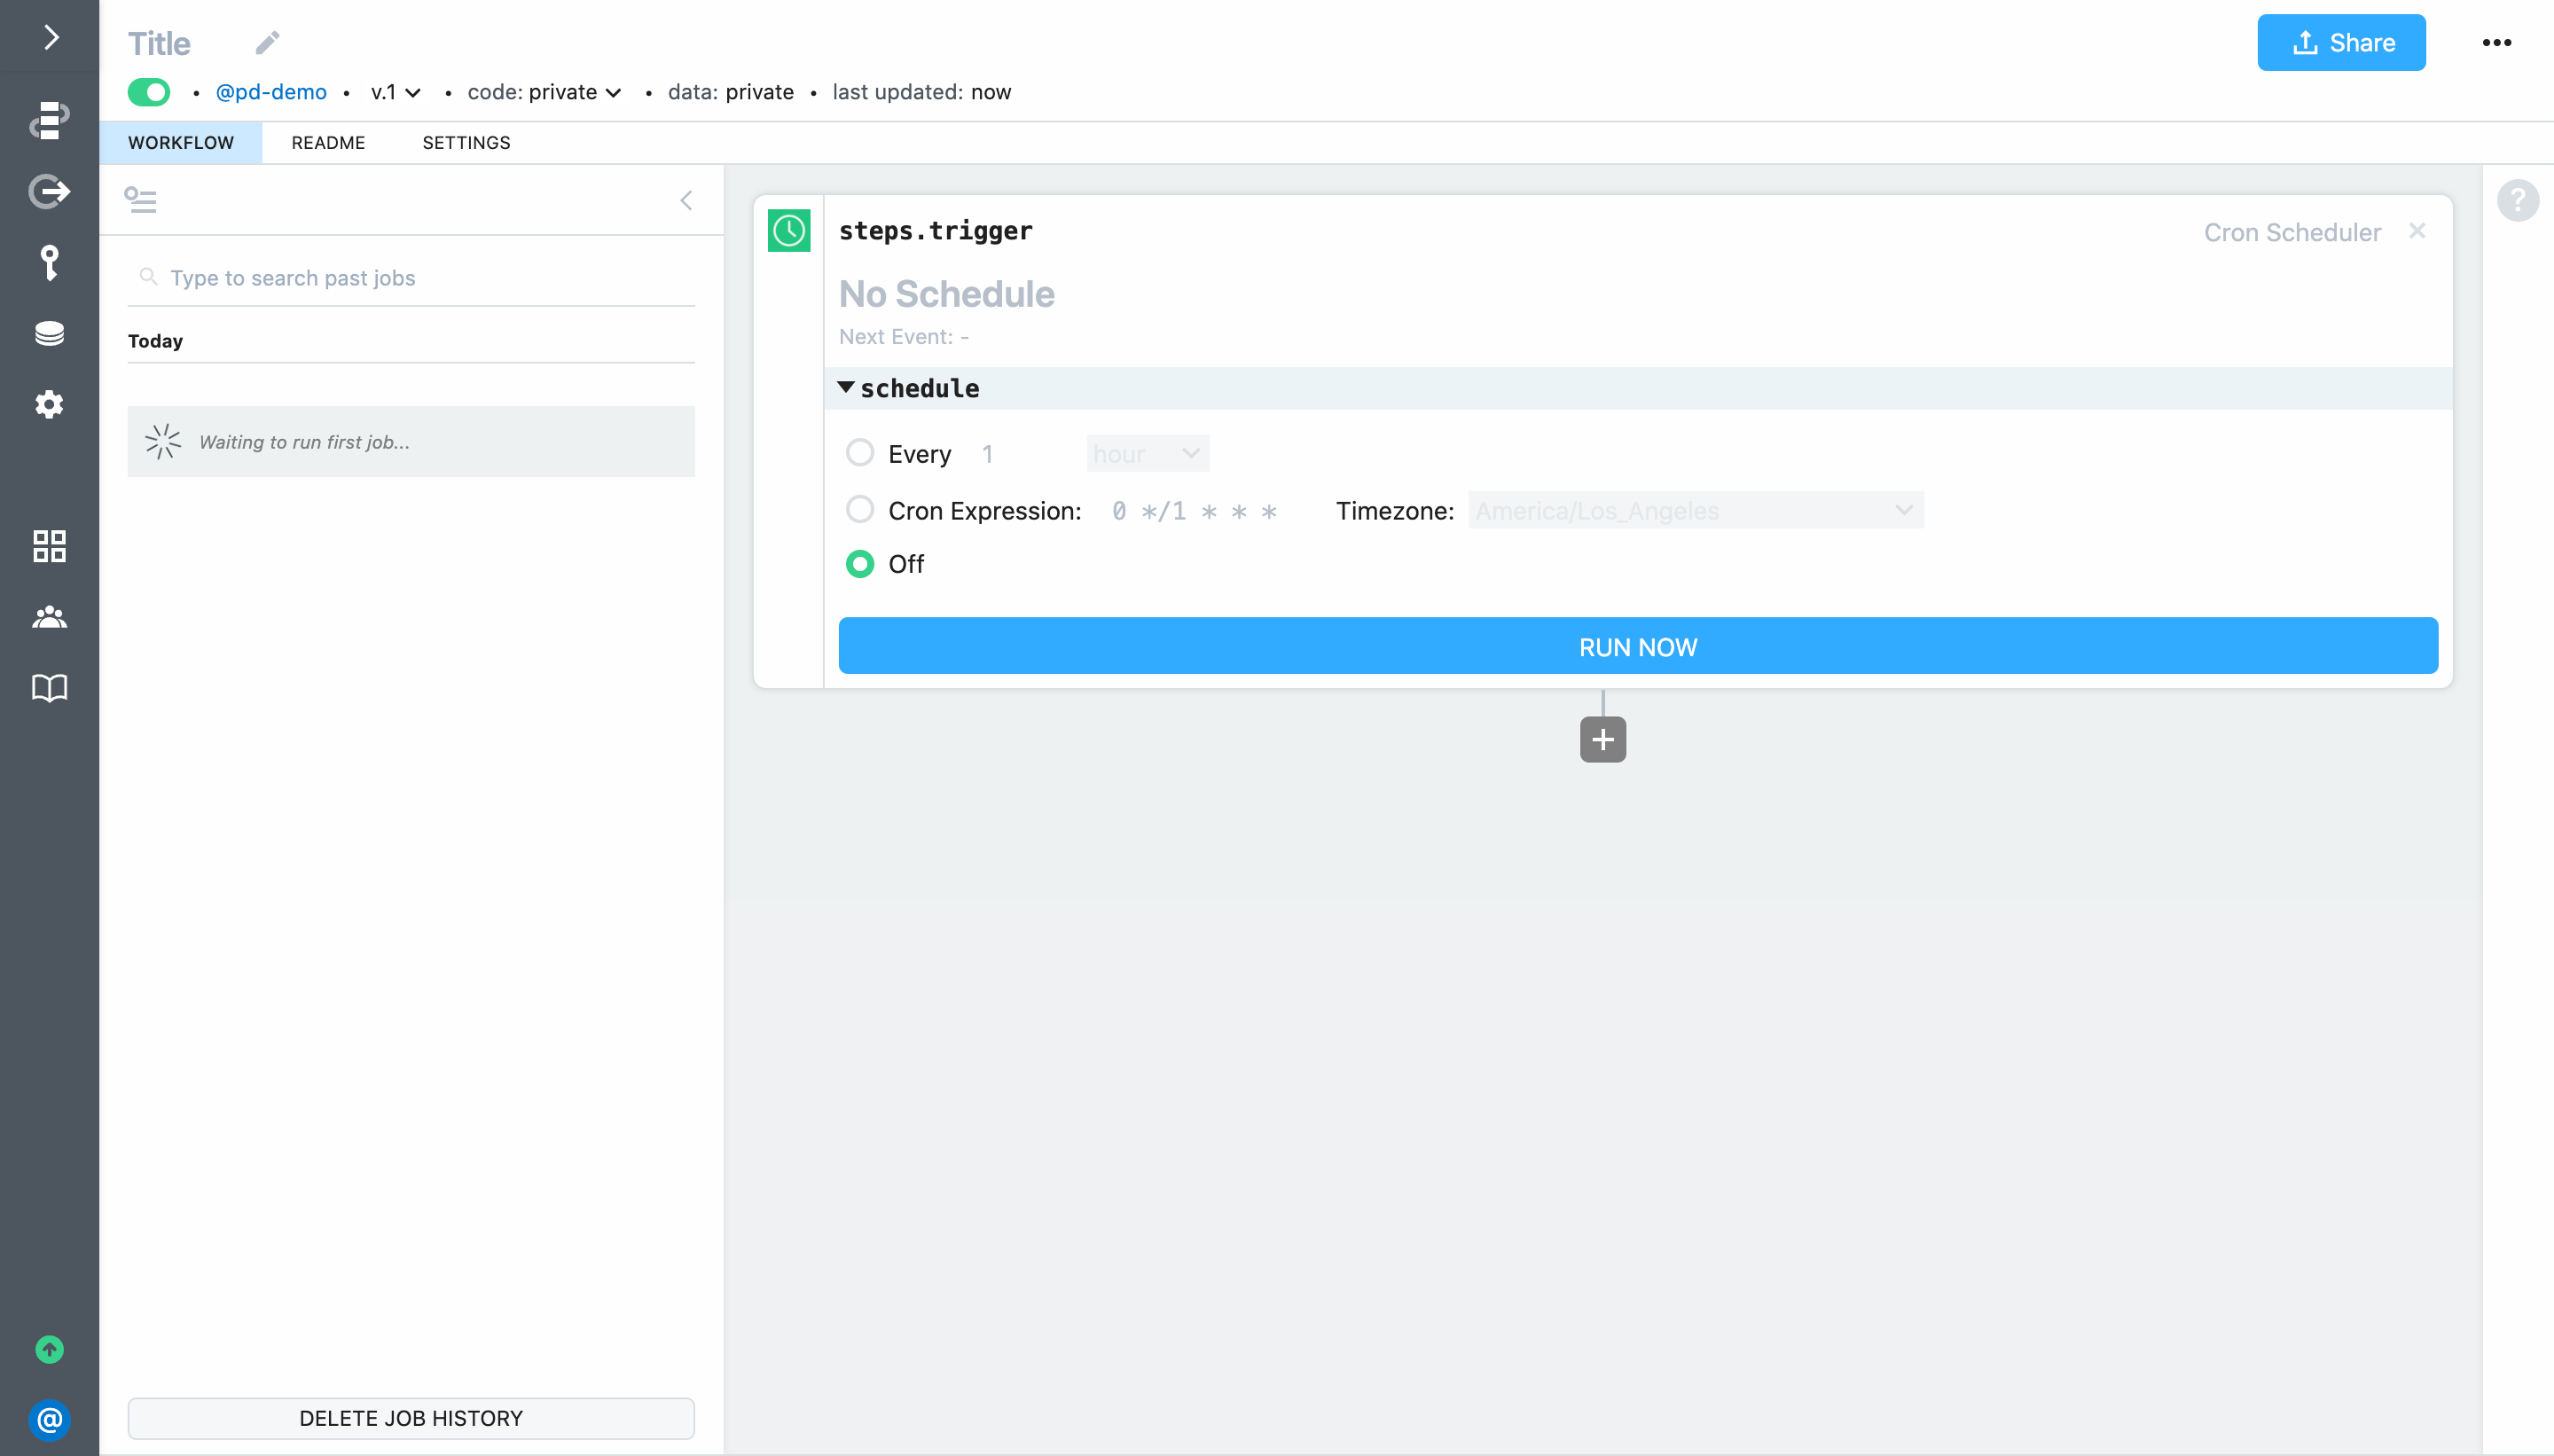 Title
Share
• @pd-demo • v.1 • code: private • data: private • last updated: now
WORKFLOW README SETTINGS
Type to search past jobs
Today
Waiting to run first job...
DELETE JOB HISTORY
steps.trigger
Cron Scheduler
No Schedule
Next Event: -
schedule
Every 1 hour
Cron Expression: 0 */1 * * * Timezone: America/Los_Angeles
Off
RUN NOW
+
?
@